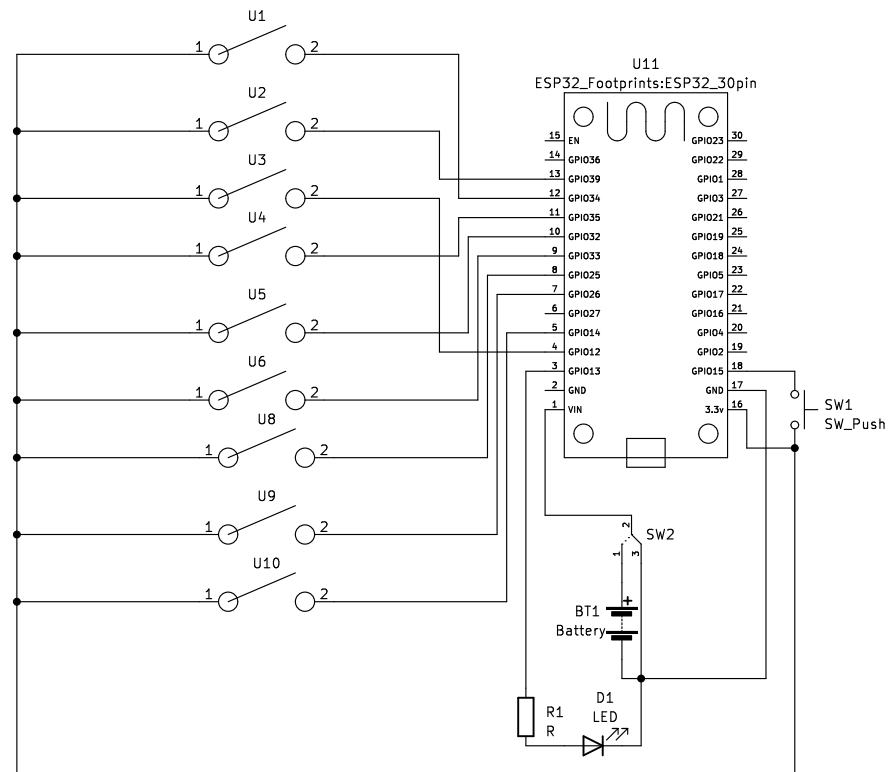 U1
1 2
U2
1 2
U3
1 2
U4
1 2
U5
1 2
U6
1 2
U8
1 2
U9
1 2
U10
1 2
U11
ESP32_Footprints:ESP32_30pin
15 EN
14 GPIO36
13 GPIO39
12 GPIO34
11 GPIO35
10 GPIO32
9 GPIO33
8 GPIO25
7 GPIO26
6 GPIO27
5 GPIO14
4 GPIO12
3 GPIO13
2 GND
1 VIN
GPIO23 30
GPIO22 29
GPIO1 28
GPIO3 27
GPIO21 26
GPIO19 25
GPIO18 24
GPIO5 23
GPIO17 22
GPIO16 21
GPIO4 20
GPIO2 19
GPIO15 18
GND 17
3.3v 16
SW1
SW_Push
2
SW2
1 3
+
BT1
Battery
D1
LED
R1
R